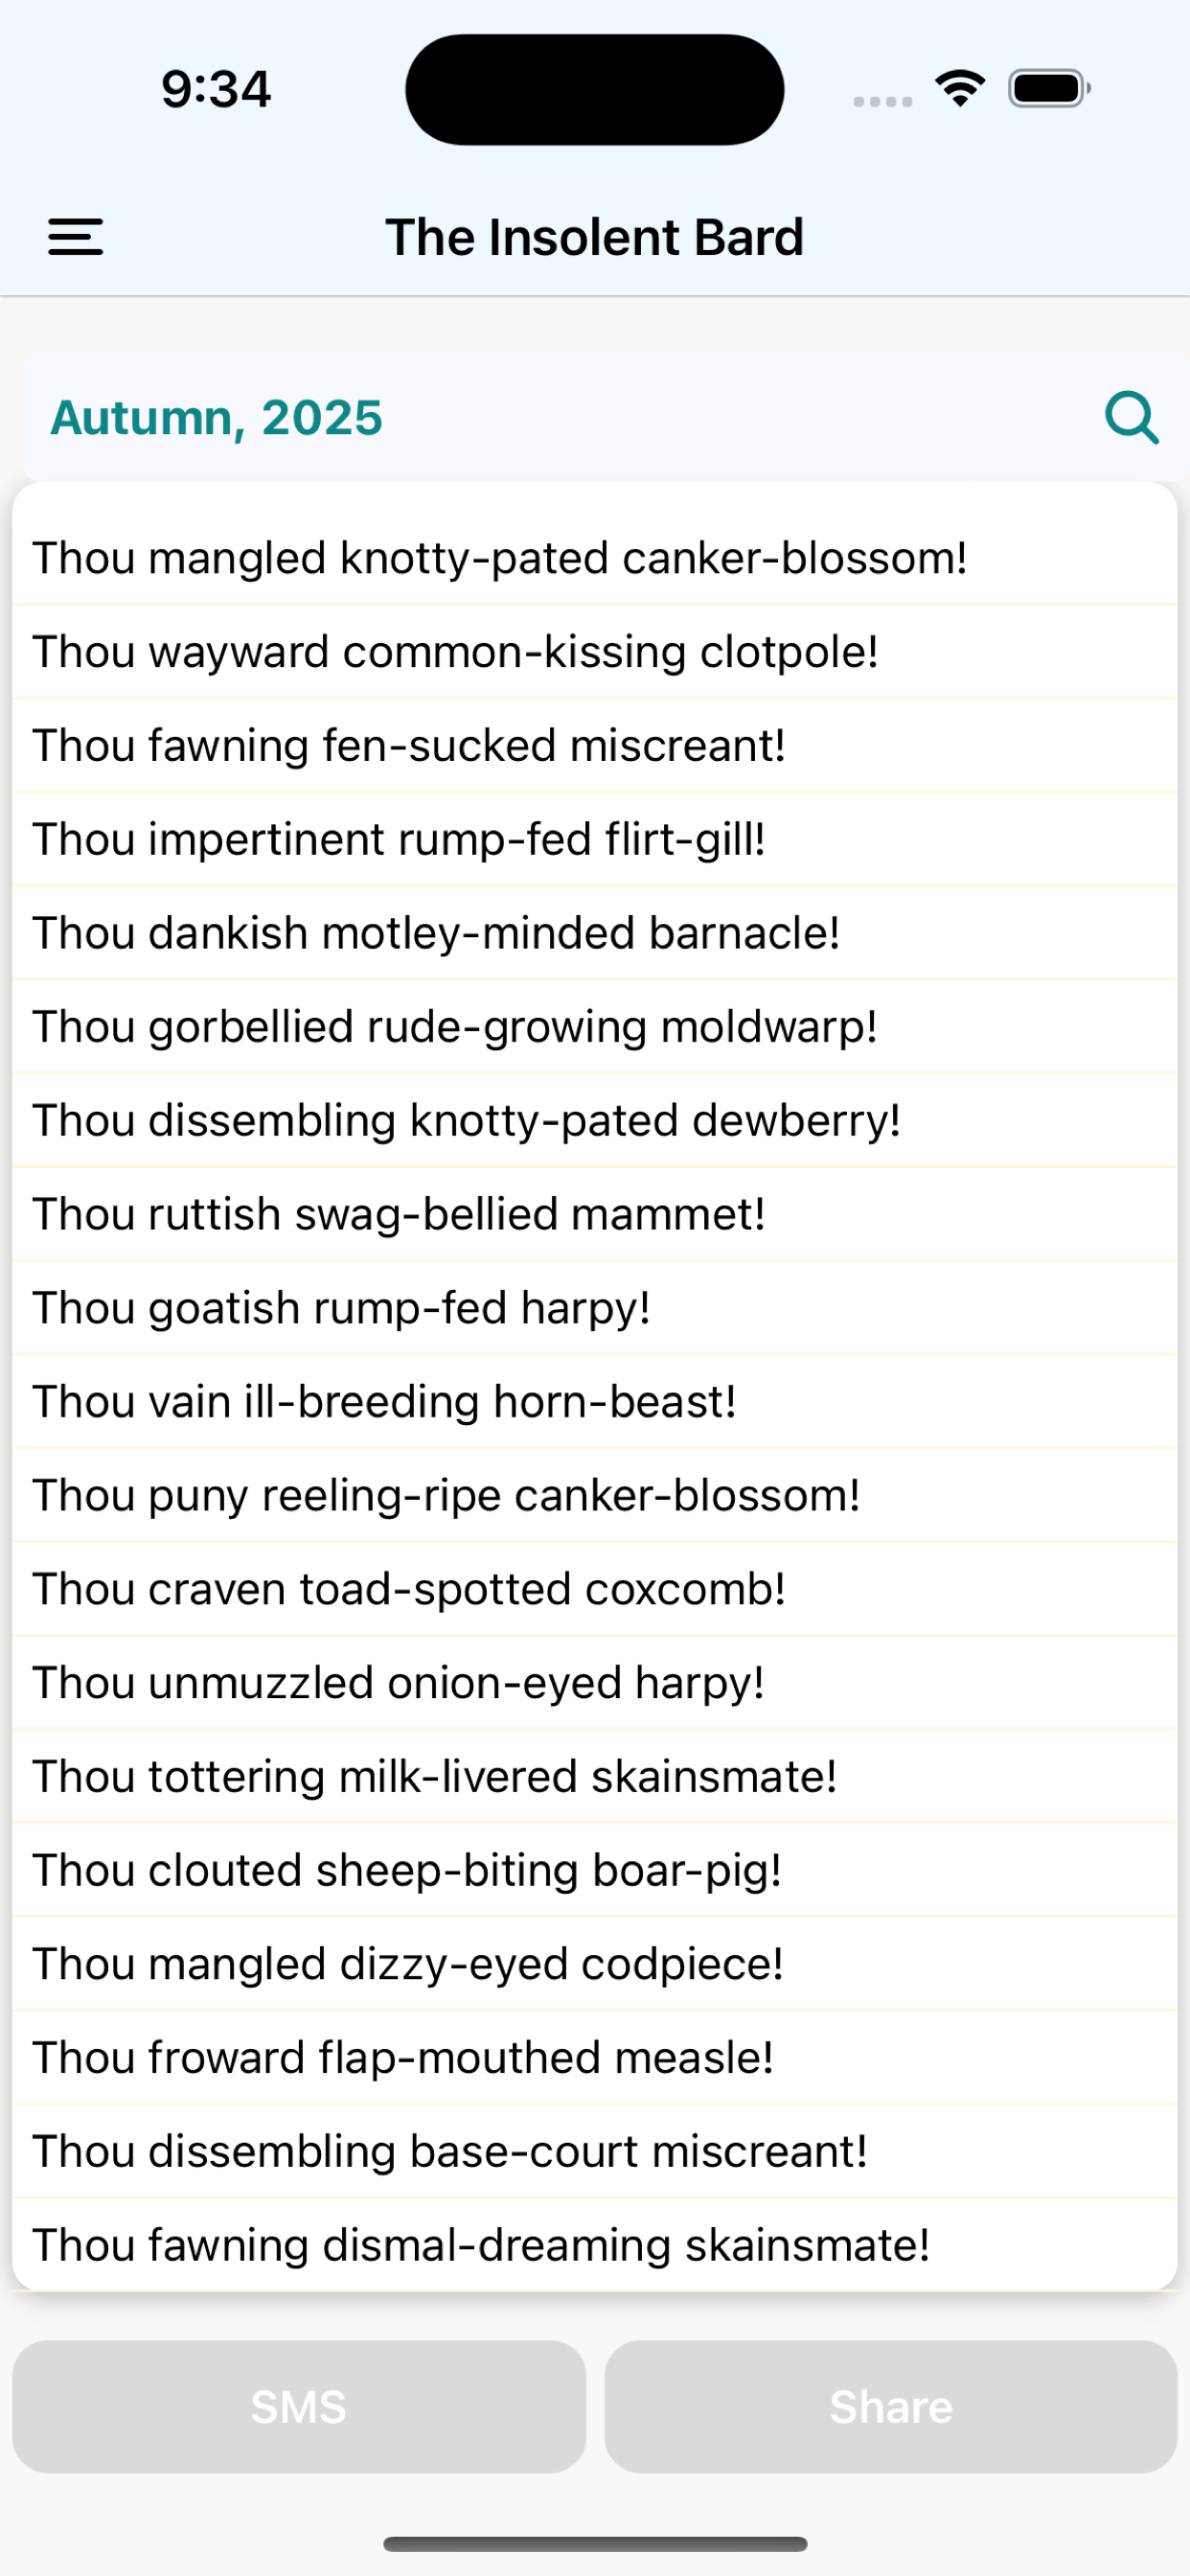 9:34
The Insolent Bard
Autumn, 2025
Thou mangled knotty-pated canker-blossom!
Thou wayward common-kissing clotpole!
Thou fawning fen-sucked miscreant!
Thou impertinent rump-fed flirt-gill!
Thou dankish motley-minded barnacle!
Thou gorbellied rude-growing moldwarp!
Thou dissembling knotty-pated dewberry!
Thou ruttish swag-bellied mammet!
Thou goatish rump-fed harpy!
Thou vain ill-breeding horn-beast!
Thou puny reeling-ripe canker-blossom!
Thou craven toad-spotted coxcomb!
Thou unmuzzled onion-eyed harpy!
Thou tottering milk-livered skainsmate!
Thou clouted sheep-biting boar-pig!
Thou mangled dizzy-eyed codpiece!
Thou froward flap-mouthed measle!
Thou dissembling base-court miscreant!
Thou fawning dismal-dreaming skainsmate!
SMS Share